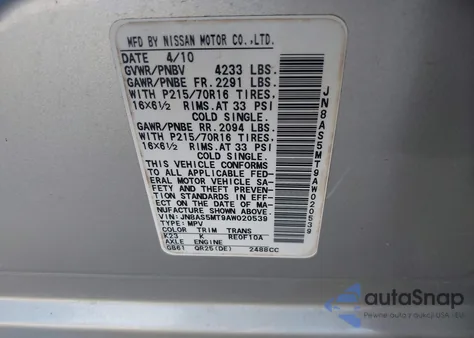 MFD BY NISSAN MOTOR CO.,LTD.
DATE 4/10
GVWR/PNBV 4233 LBS.
GAWR/PNBE FR. 2291 LBS.
WITH P215/70R16 TIRES.
16X6½ RIMS.AT 33 PSI
COLD SINGLE.
GAWR/PNBE RR. 2094 LBS.
WITH P215/70R16 TIRES.
16X6½ RIMS.AT 33 PSI
COLD SINGLE.
THIS VEHICLE CONFORMS
TO ALL APPLICABLE FED-
ERAL MOTOR VEHICLE SA-
FETY AND THEFT PREVEN-
TION STANDARDS IN EFF-
ECT ON THE DATE OF MA-
NUFACTURE SHOWN ABOVE.
VIN:JN8AS5MT9AW020539
TYPE: MPV
COLOR TRIM TRANS
K23 K RE0F10A
AXLE ENGINE
GB61 QR25(DE) 2488CC
JN8AS5MT9AW020539
autoSnap